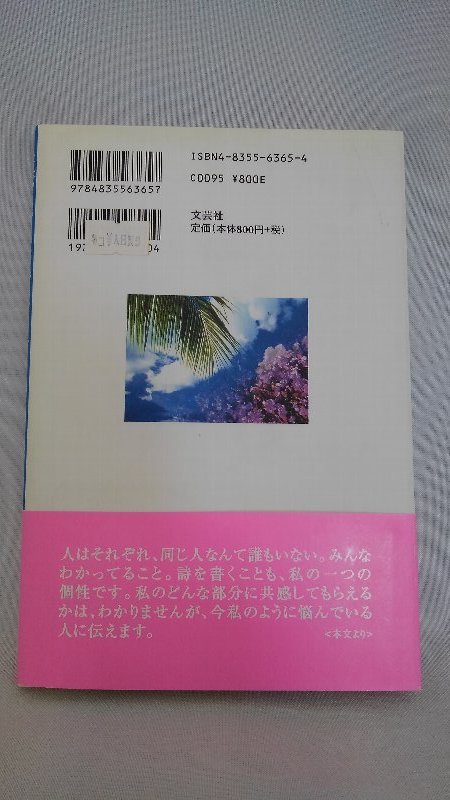 ISBN4-8355-6365-4
9784835563657
C0095 ¥800E
文芸社
定価(本体800円+税)
人はそれぞれ、同じ人なんて誰もいない。みんな
わかってること。詩を書くことも、私の一つの
個性です。私のどんな部分に共感してもらえる
かは、わかりませんが、今私のように悩んでいる
人に伝えます。
<本文より>